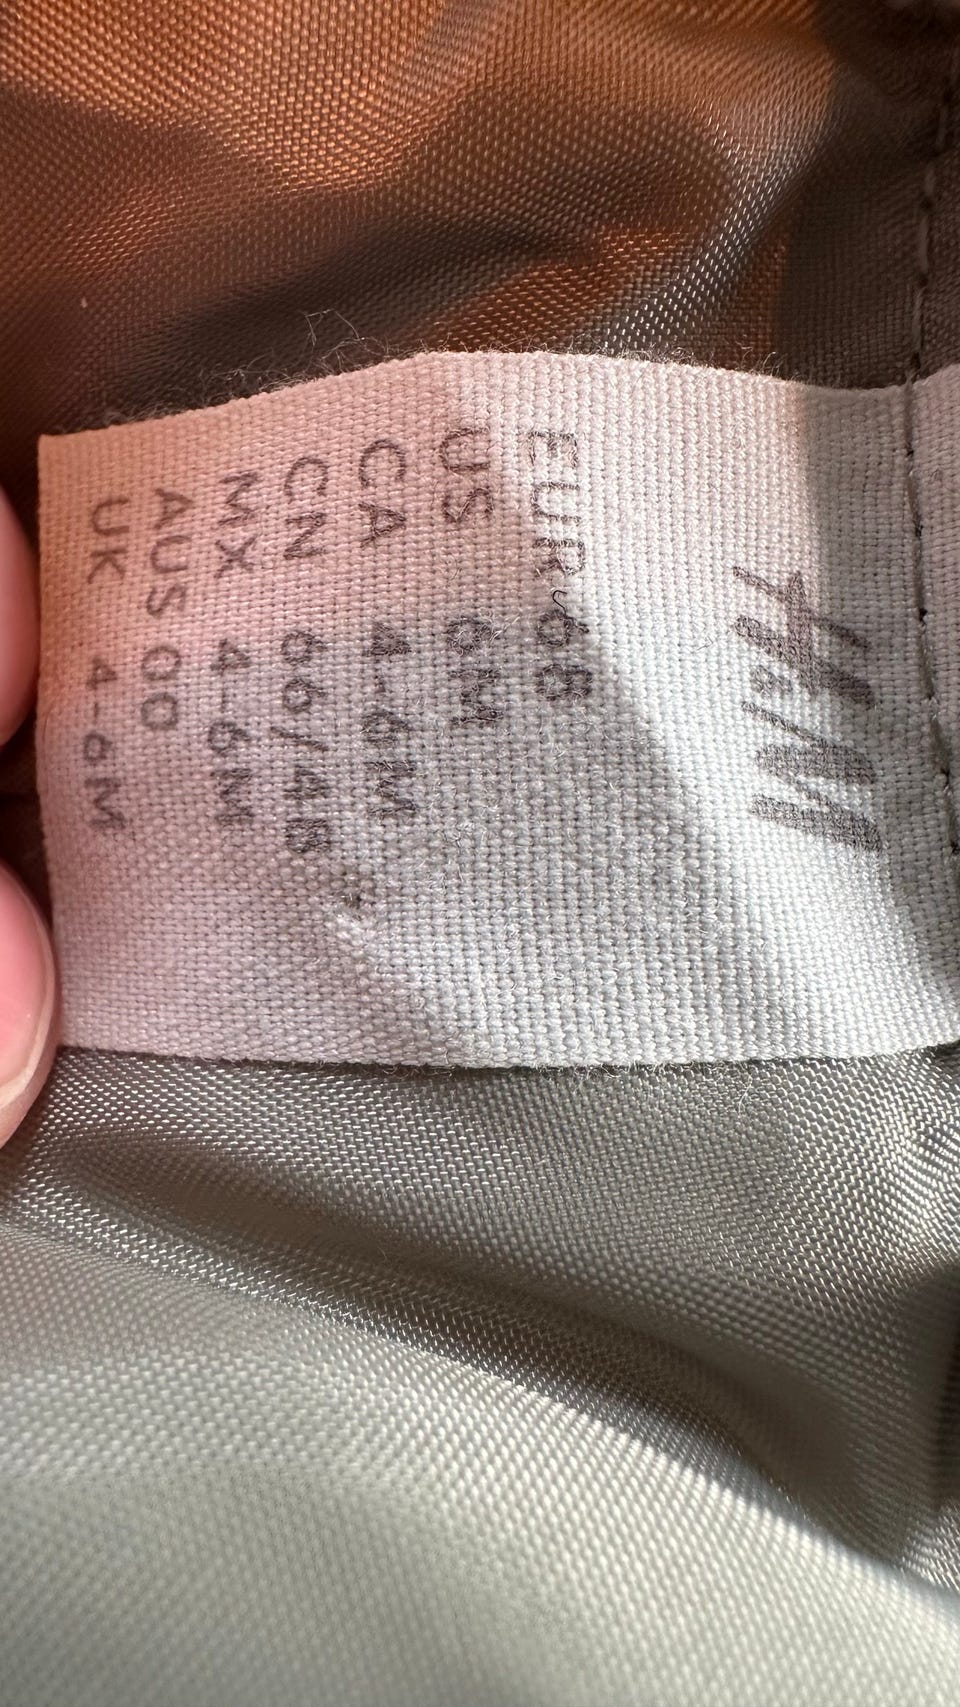 H&M
EUR 68
US 6M
CA 4-6M
CN 66/48
MX 4-6M
AUS 00
UK 4-6M